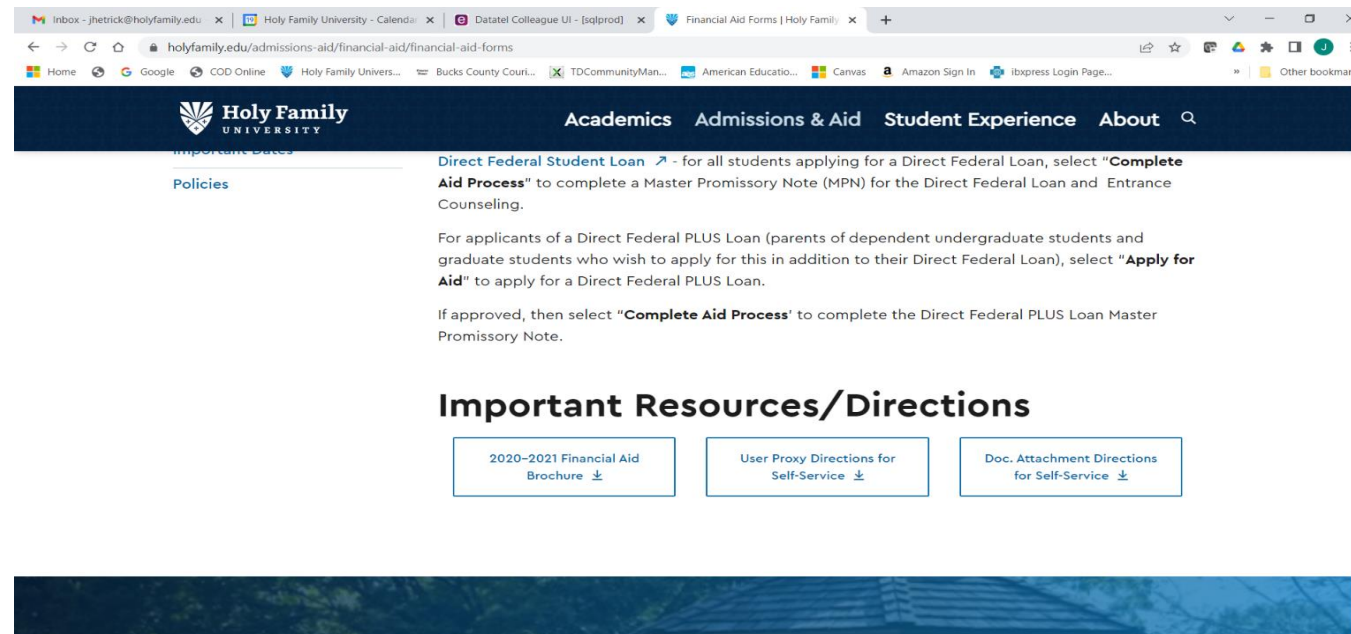 Inbox - jhetrick@holyfamily.edu
Holy Family University - Calendar
Datatel Colleague UI - [sqlprod]
Financial Aid Forms | Holy Family
holyfamily.edu/admissions-aid/financial-aid/financial-aid-forms
Home Google COD Online Holy Family Univers... Bucks County Couri... TDCommunityMan... American Educatio... Canvas Amazon Sign In ibxpress Login Page... » Other bookmar
Holy Family
UNIVERSITY
Academics Admissions & Aid Student Experience About
Important Dates
Policies
Direct Federal Student Loan ↗ - for all students applying for a Direct Federal Loan, select "Complete
Aid Process" to complete a Master Promissory Note (MPN) for the Direct Federal Loan and Entrance
Counseling.
For applicants of a Direct Federal PLUS Loan (parents of dependent undergraduate students and
graduate students who wish to apply for this in addition to their Direct Federal Loan), select "Apply for
Aid" to apply for a Direct Federal PLUS Loan.
If approved, then select "Complete Aid Process' to complete the Direct Federal PLUS Loan Master
Promissory Note.
Important Resources/Directions
2020–2021 Financial Aid
Brochure
User Proxy Directions for
Self-Service
Doc. Attachment Directions
for Self-Service